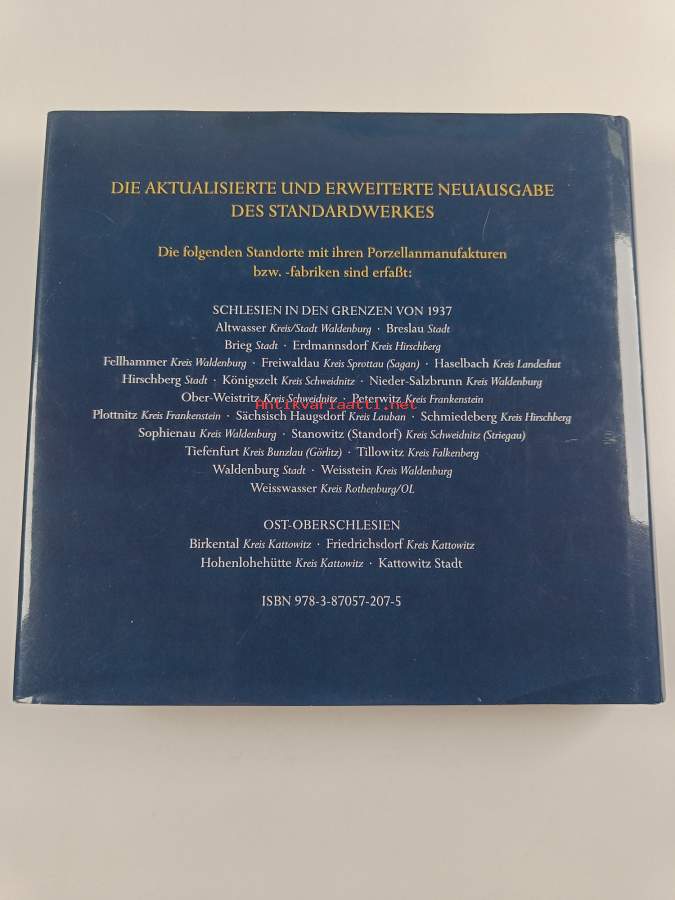 DIE AKTUALISIERTE UND ERWEITERTE NEUAUSGABE
DES STANDARDWERKES
Die folgenden Standorte mit ihren Porzellanmanufakturen
bzw. -fabriken sind erfaßt:
SCHLESIEN IN DEN GRENZEN VON 1937
Altwasser Kreis/Stadt Waldenburg · Breslau Stadt
Brieg Stadt · Erdmannsdorf Kreis Hirschberg
Fellhammer Kreis Waldenburg · Freiwaldau Kreis Sprottau (Sagan) · Haselbach Kreis Landeshut
Hirschberg Stadt · Königszelt Kreis Schweidnitz · Nieder-Salzbrunn Kreis Waldenburg
Ober-Weistritz Kreis Schweidnitz · Peterwitz Kreis Frankenstein
Antikvariaatti.net
Plottnitz Kreis Frankenstein · Sächsisch Haugsdorf Kreis Lauban · Schmiedeberg Kreis Hirschberg
Sophienau Kreis Waldenburg · Stanowitz (Standorf) Kreis Schweidnitz (Striegau)
Tiefenfurt Kreis Bunzlau (Görlitz) · Tillowitz Kreis Falkenberg
Waldenburg Stadt · Weisstein Kreis Waldenburg
Weisswasser Kreis Rothenburg/OL
OST-OBERSCHLESIEN
Birkental Kreis Kattowitz · Friedrichsdorf Kreis Kattowitz
Hohenlohehütte Kreis Kattowitz · Kattowitz Stadt
ISBN 978-3-87057-207-5